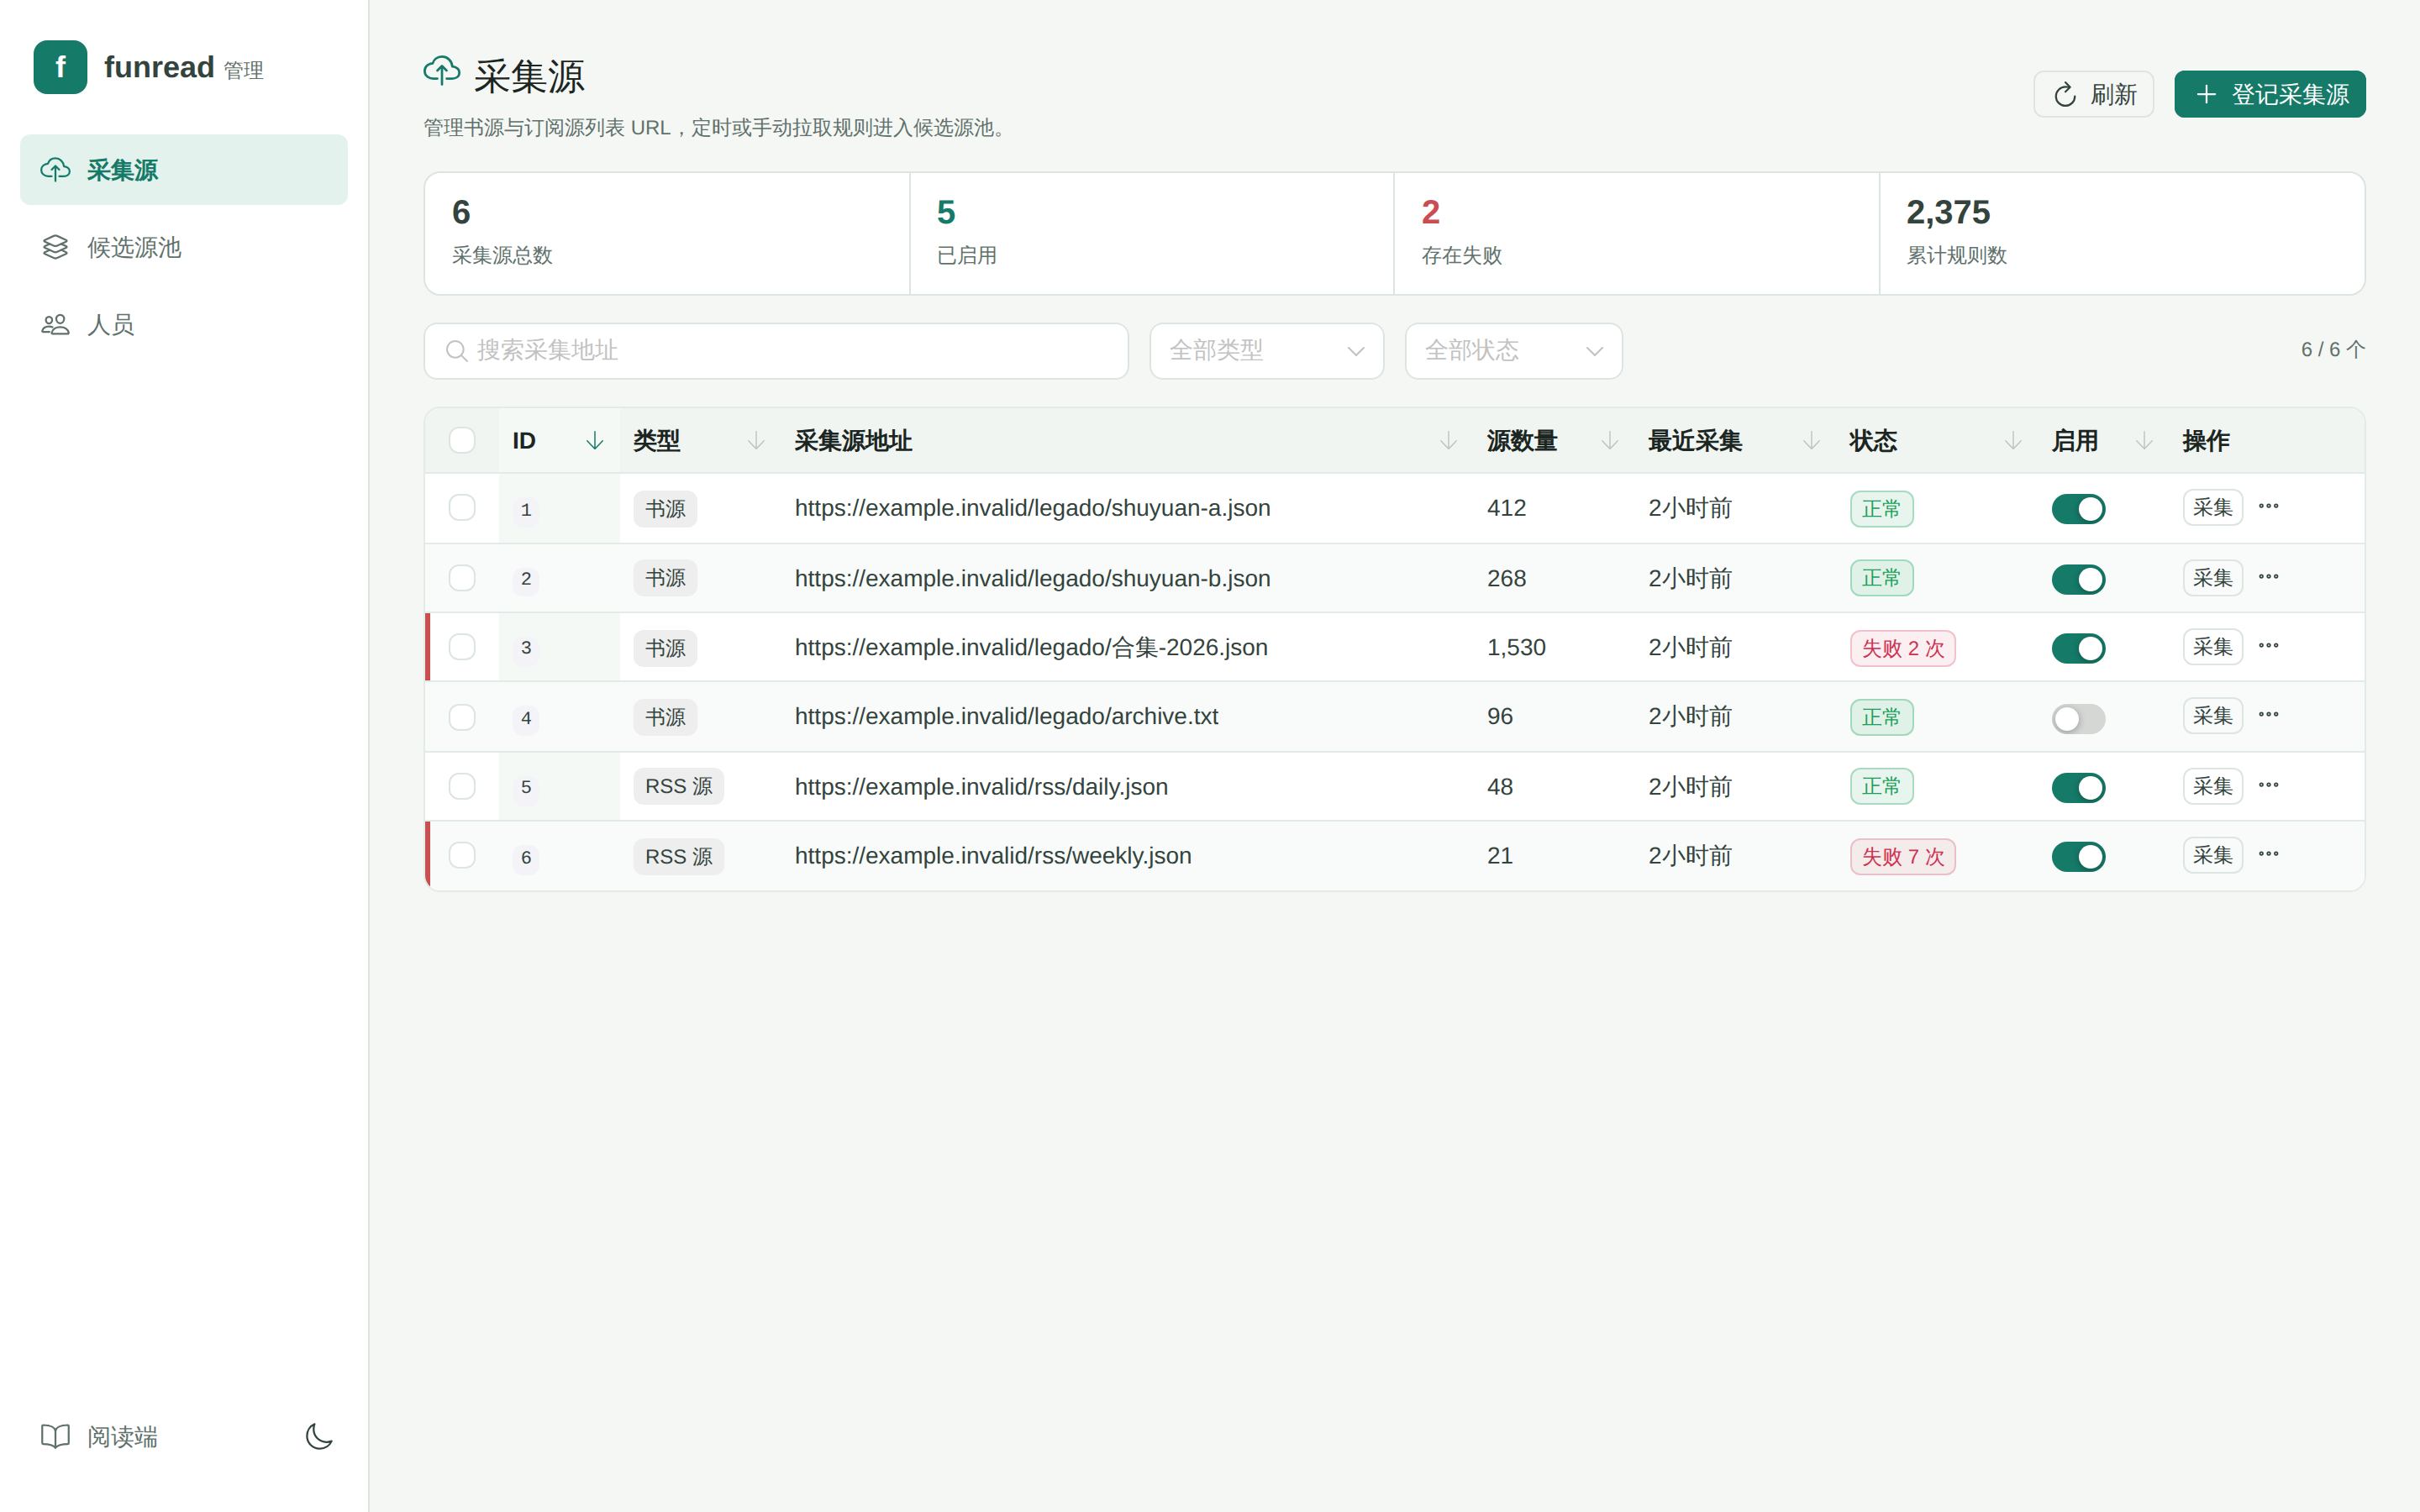 f funread 管理
采集源
候选源池
人员
阅读端
采集源
管理书源与订阅源列表 URL，定时或手动拉取规则进入候选源池。
刷新 登记采集源
6 5 2 2,375
采集源总数 已启用 存在失败 累计规则数
搜索采集地址 全部类型 全部状态 6 / 6 个
ID 类型 采集源地址 源数量 最近采集 状态 启用 操作
1 书源 https://example.invalid/legado/shuyuan-a.json 412 2小时前 正常 采集
2 书源 https://example.invalid/legado/shuyuan-b.json 268 2小时前 正常 采集
3 书源 https://example.invalid/legado/合集-2026.json 1,530 2小时前 失败 2 次 采集
4 书源 https://example.invalid/legado/archive.txt 96 2小时前 正常 采集
5 RSS 源 https://example.invalid/rss/daily.json 48 2小时前 正常 采集
6 RSS 源 https://example.invalid/rss/weekly.json 21 2小时前 失败 7 次 采集